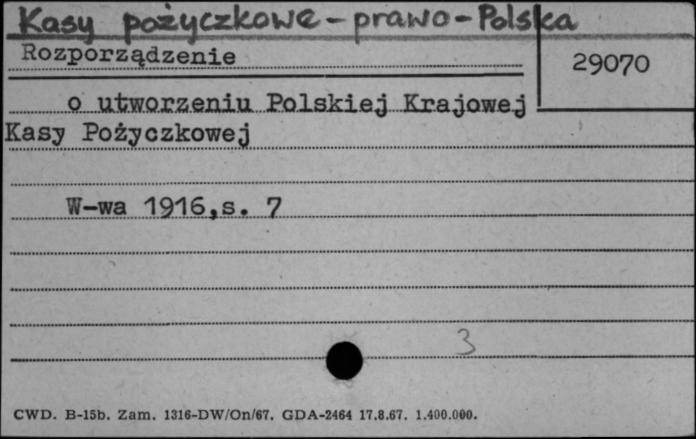 Kasy pożyczkowe - prawo - Polska
Rozporządzenie
29070
o utworzeniu Polskiej Krajowej
Kasy Pożyczkowej
W-wa 1916,s. 7
3
CWD. B-15b. Zam. 1316-DW/On/67. GDA-2464 17.8.67. 1.400.000.